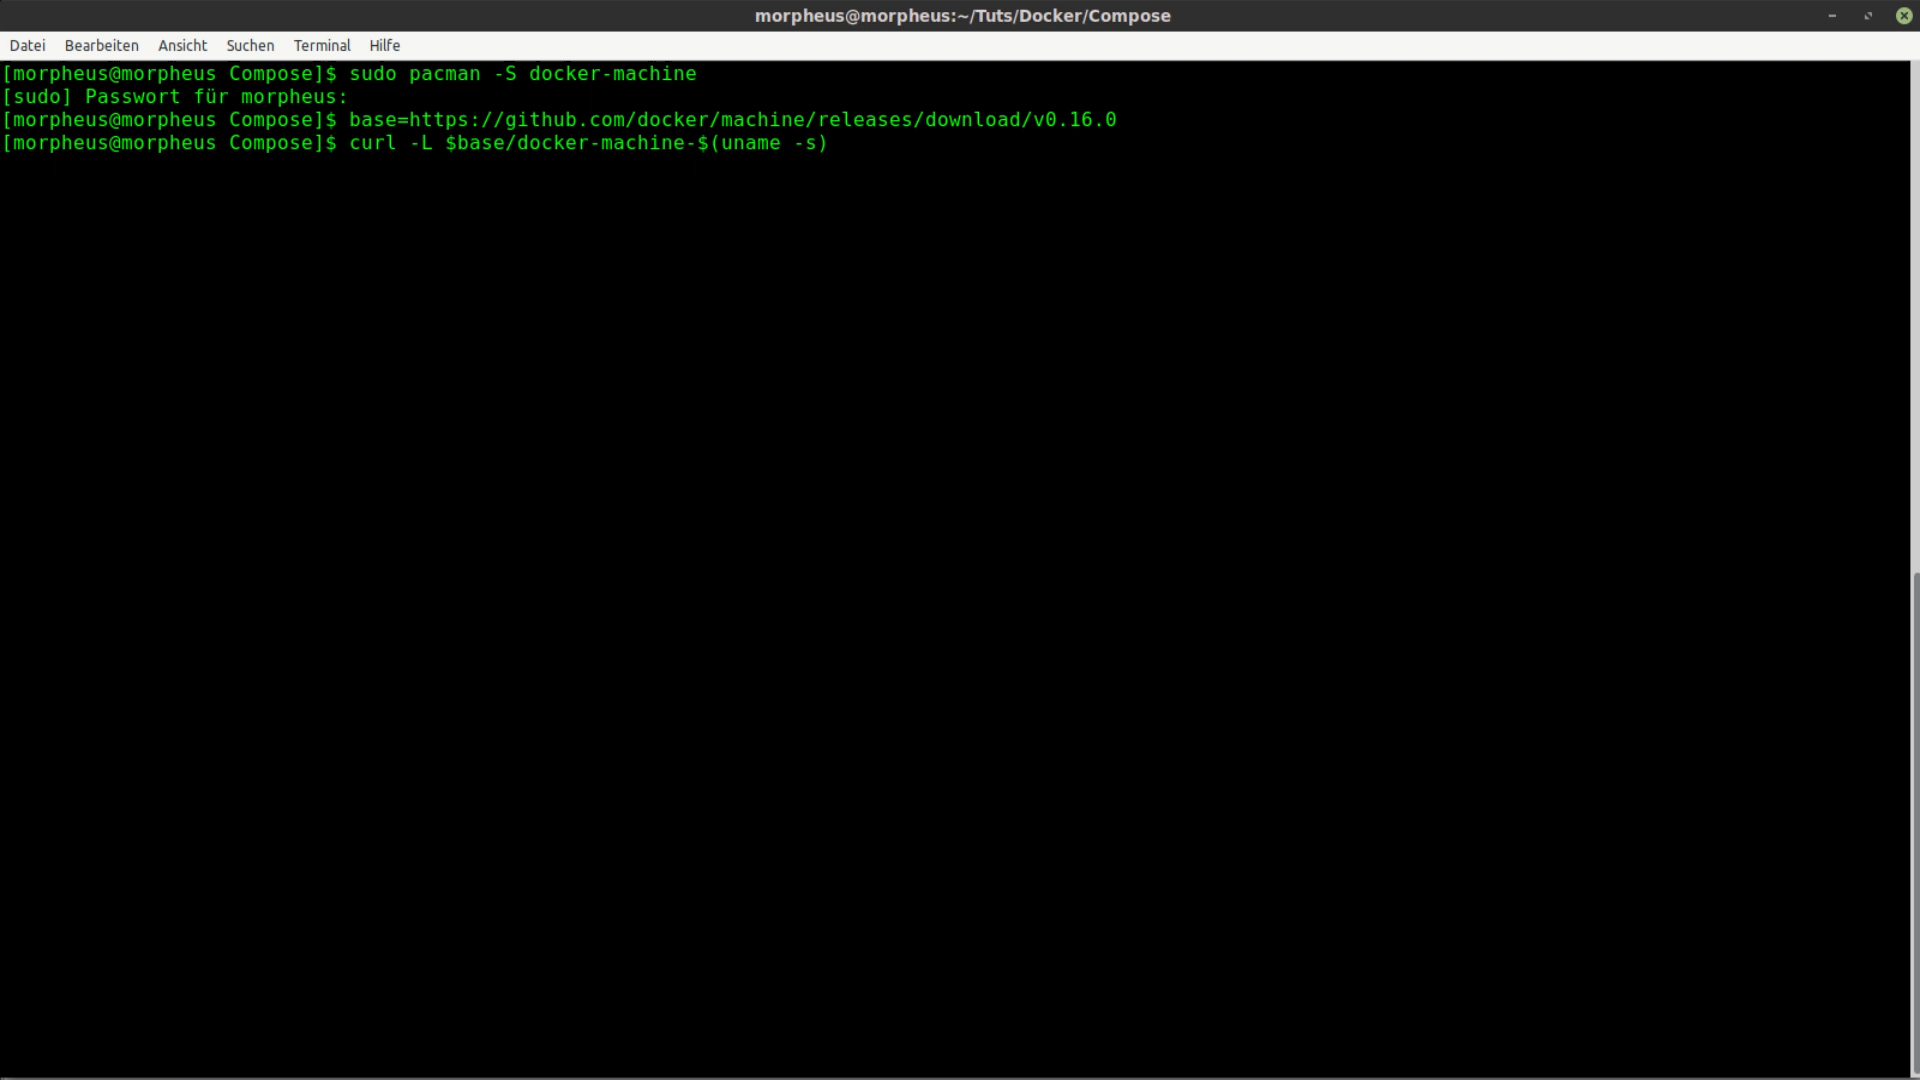 morpheus@morpheus:~/Tuts/Docker/Compose
Datei Bearbeiten Ansicht Suchen Terminal Hilfe
[morpheus@morpheus Compose]$ sudo pacman -S docker-machine
[sudo] Passwort für morpheus:
[morpheus@morpheus Compose]$ base=https://github.com/docker/machine/releases/download/v0.16.0
[morpheus@morpheus Compose]$ curl -L $base/docker-machine-$(uname -s)